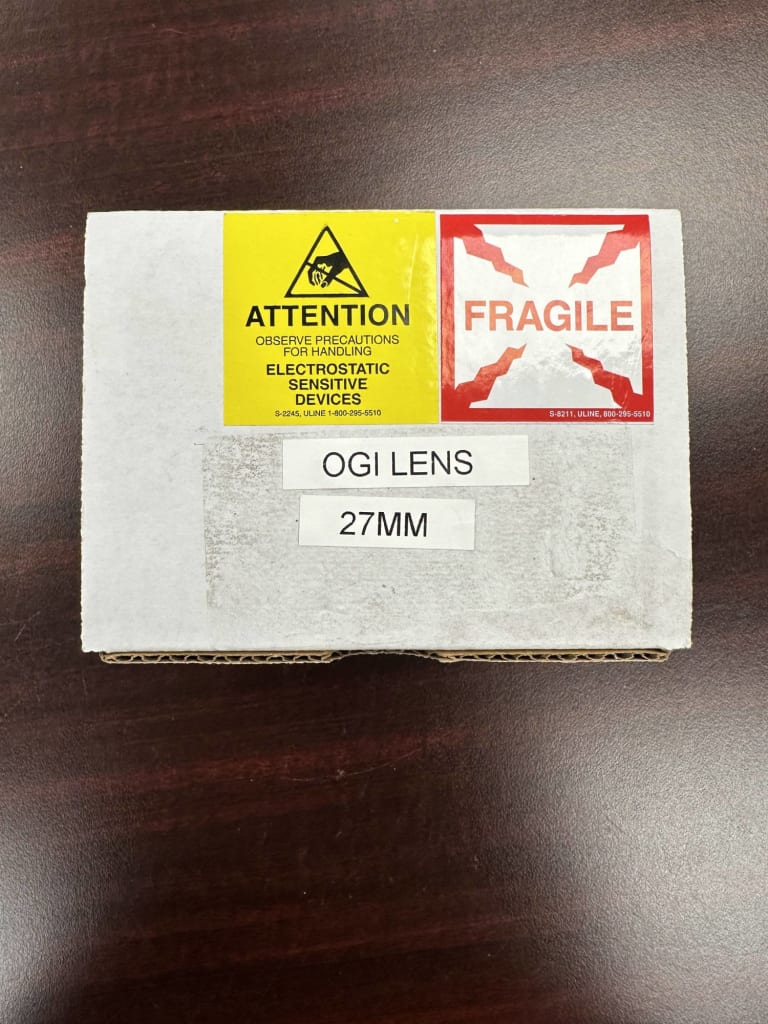 ATTENTION
OBSERVE PRECAUTIONS
FOR HANDLING
ELECTROSTATIC
SENSITIVE
DEVICES
S-2245, ULINE 1-800-295-5510
FRAGILE
S-8211, ULINE, 800-295-5510
OGI LENS
27MM